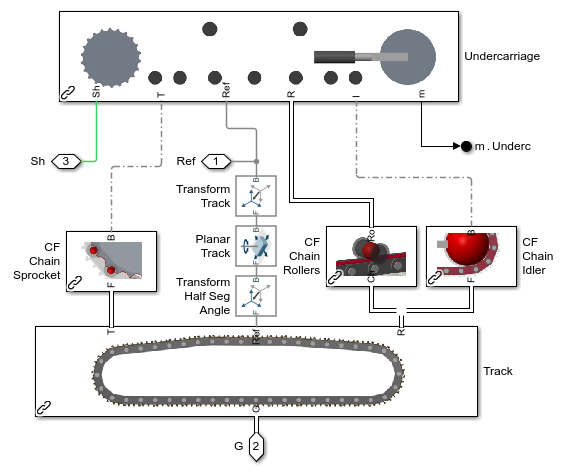 Undercarriage
Sh
T
Ref
R
I
m
Sh 3
Ref 1
m.Underc
B
Transform
Track
F
B
Planar
Track
F
B
Transform
Half Seg
Angle
F
CF
Chain
Sprocket
B
F
CF
Chain
Rollers
Ro
Ch
CF
Chain
Idler
B
F
T
Ref
R
Track
G
G 2